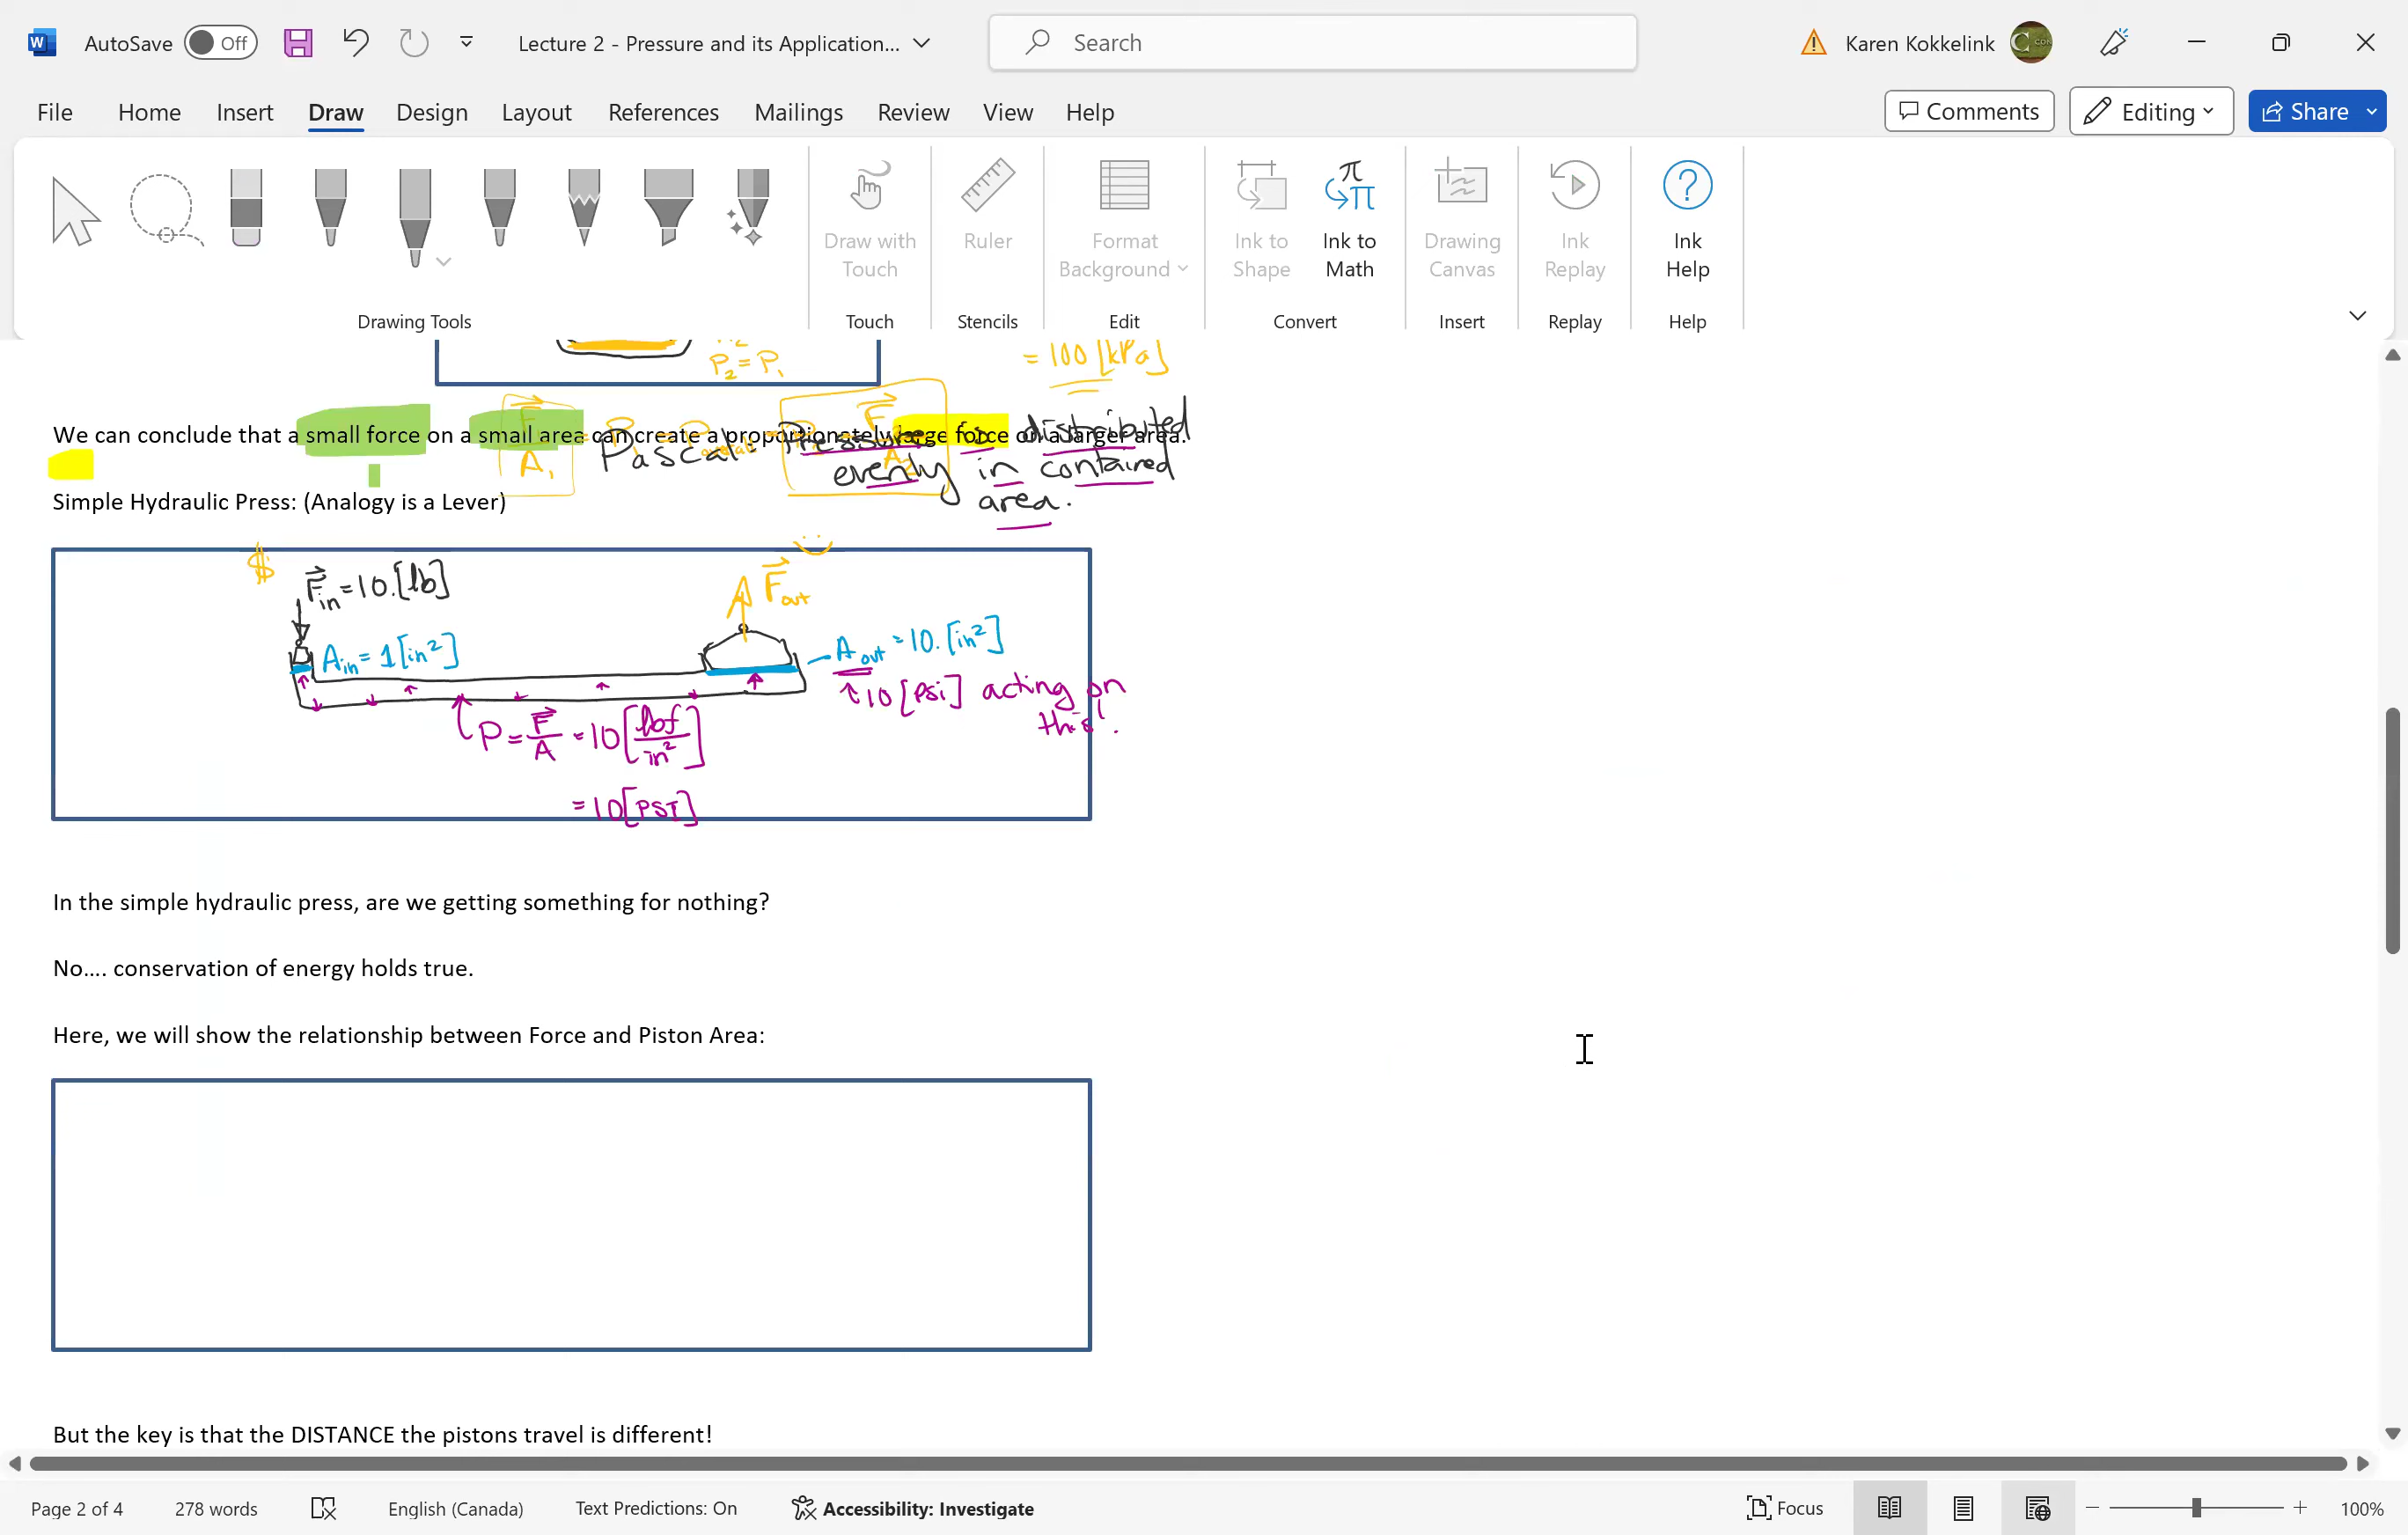 AutoSave Off Lecture 2 - Pressure and its Application... Search Karen Kokkelink
File Home Insert Draw Design Layout References Mailings Review View Help Comments Editing Share
Draw with Touch Ruler Format Background Ink to Shape Ink to Math Drawing Canvas Ink Replay Ink Help
Drawing Tools Touch Stencils Edit Convert Insert Replay Help
P₂ = P₁
= 100 [kPa]
We can conclude that a small force on a small area can create a proportionately large force on a larger area.
Pascal - Pressure is distributed
evenly in contained
area.
Simple Hydraulic Press: (Analogy is a Lever)
$
F in = 10. [lb]
F out
A in = 1 [in²]
A out = 10. [in²]
10 [psi] acting on
this!
P = F/A = 10 [lbf/in²]
= 10 [PSI]
In the simple hydraulic press, are we getting something for nothing?
No.... conservation of energy holds true.
Here, we will show the relationship between Force and Piston Area:
But the key is that the DISTANCE the pistons travel is different!
Page 2 of 4 278 words English (Canada) Text Predictions: On Accessibility: Investigate Focus 100%